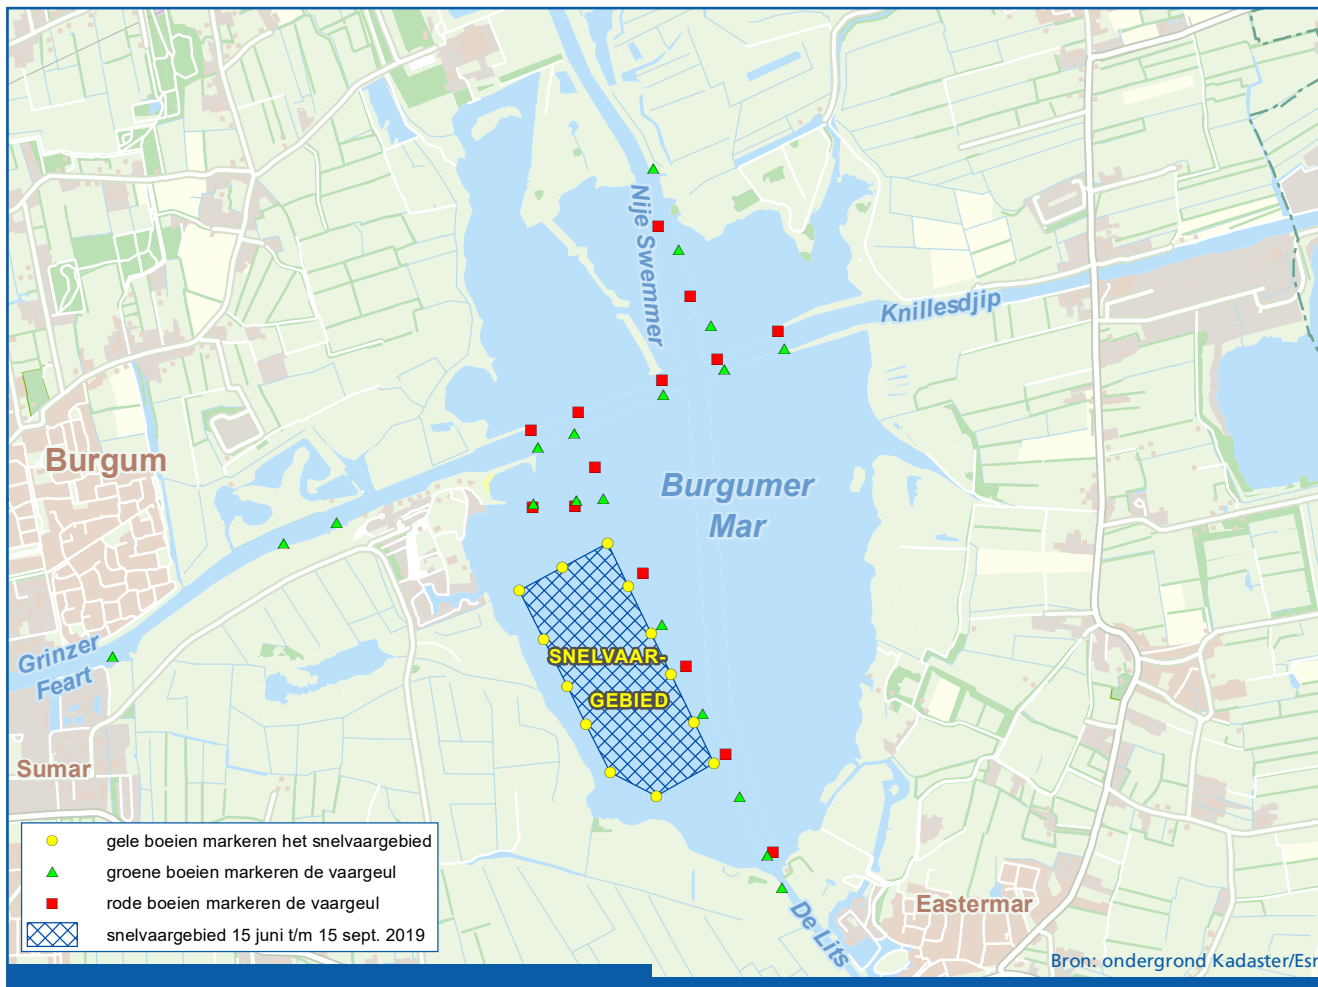 Nije Swemmer
Knillesdjip
Burgum
Burgumer
Mar
Grinzer
Feart
SNELVAAR-
GEBIED
Sumar
gele boeien markeren het snelvaargebied
groene boeien markeren de vaargeul
rode boeien markeren de vaargeul
snelvaargebied 15 juni t/m 15 sept. 2019
De Lits
Eastermar
Bron: ondergrond Kadaster/Esr